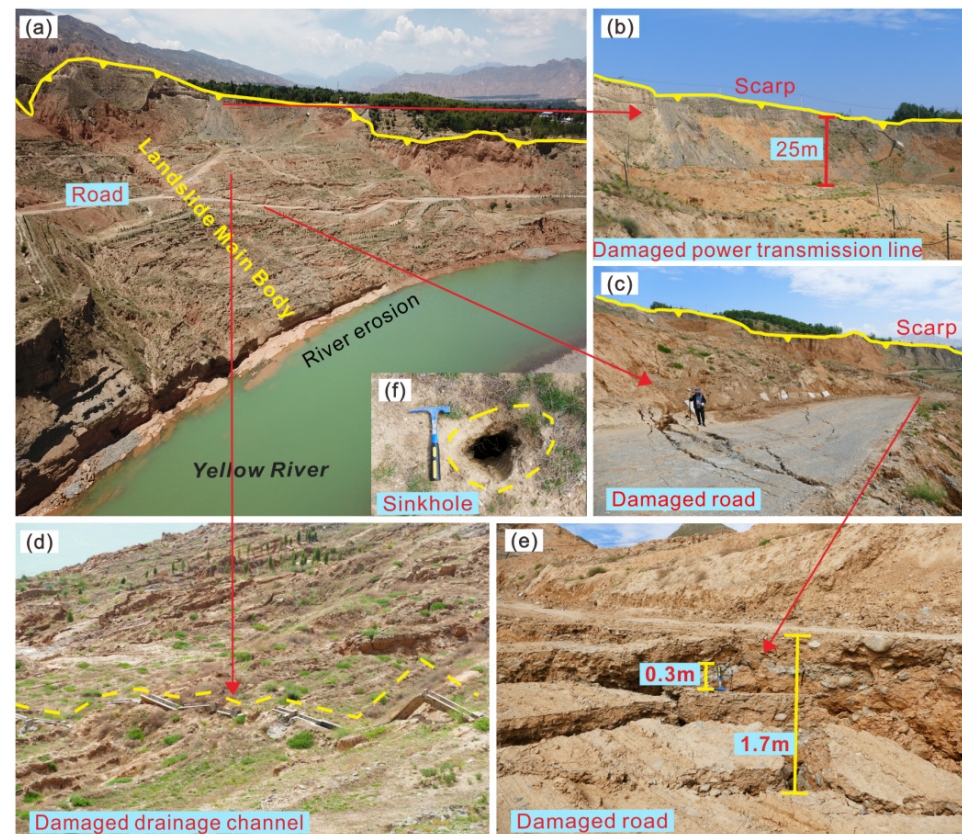 (a)
Road
Landslide Main Body
River erosion
Yellow River
(b)
Scarp
25m
Damaged power transmission line
(c)
Scarp
Damaged road
(f)
Sinkhole
(d)
Damaged drainage channel
(e)
0.3m
1.7m
Damaged road